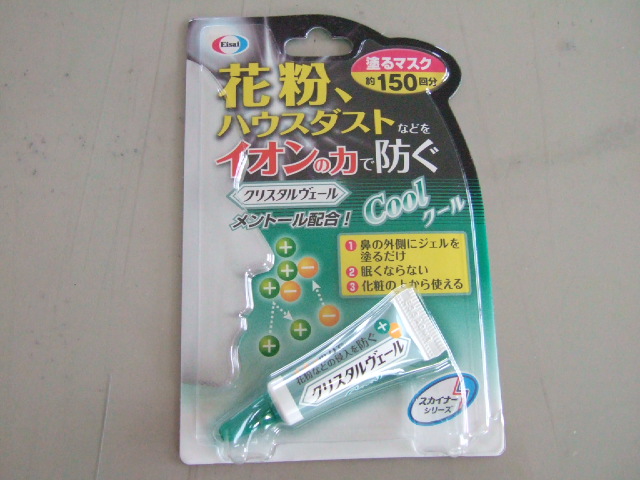 Eisai
塗るマスク
約150回分
花粉、
ハウスダストなどを
イオンの力で防ぐ
クリスタルヴェール
Cool
クール
メントール配合!
1 鼻の外側にジェルを
塗るだけ
2 眠くならない
3 化粧の上から使える
花粉などの侵入を防ぐ
クリスタルヴェール
スカイナー
シリーズ